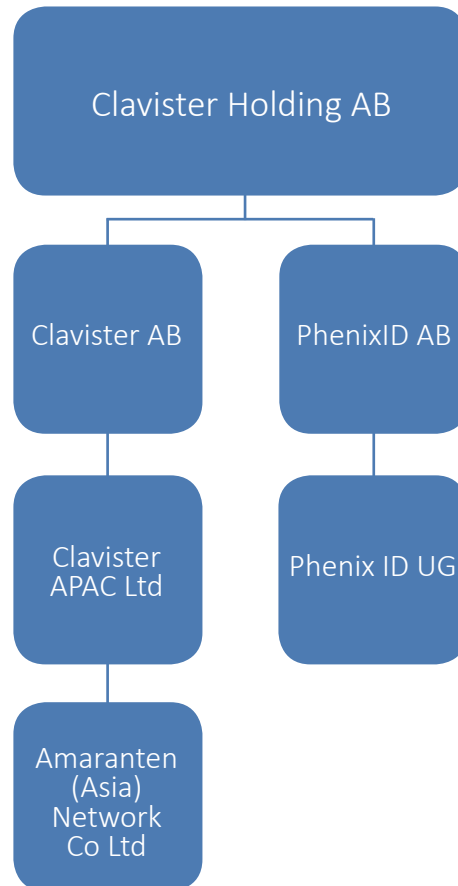 Clavister Holding AB
Clavister AB
PhenixID AB
Clavister
APAC Ltd
Phenix ID UG
Amaranten
(Asia)
Network
Co Ltd